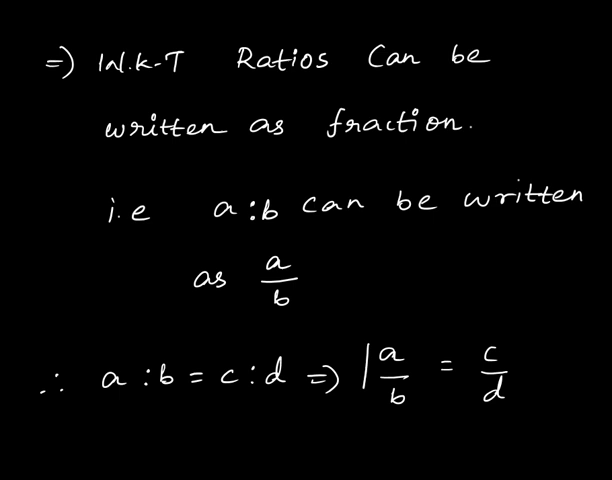 =) W.K-T Ratios Can be
written as fraction.
i.e a:b can be written
as a/b
∴ a:b = c:d => | a/b = c/d